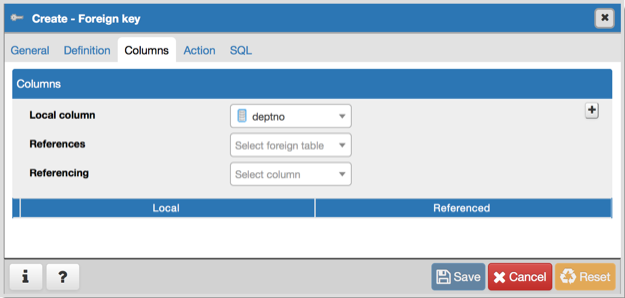 Create - Foreign key
General Definition Columns Action SQL
Columns
Local column deptno
References Select foreign table
Referencing Select column
Local Referenced
i ? Save Cancel Reset